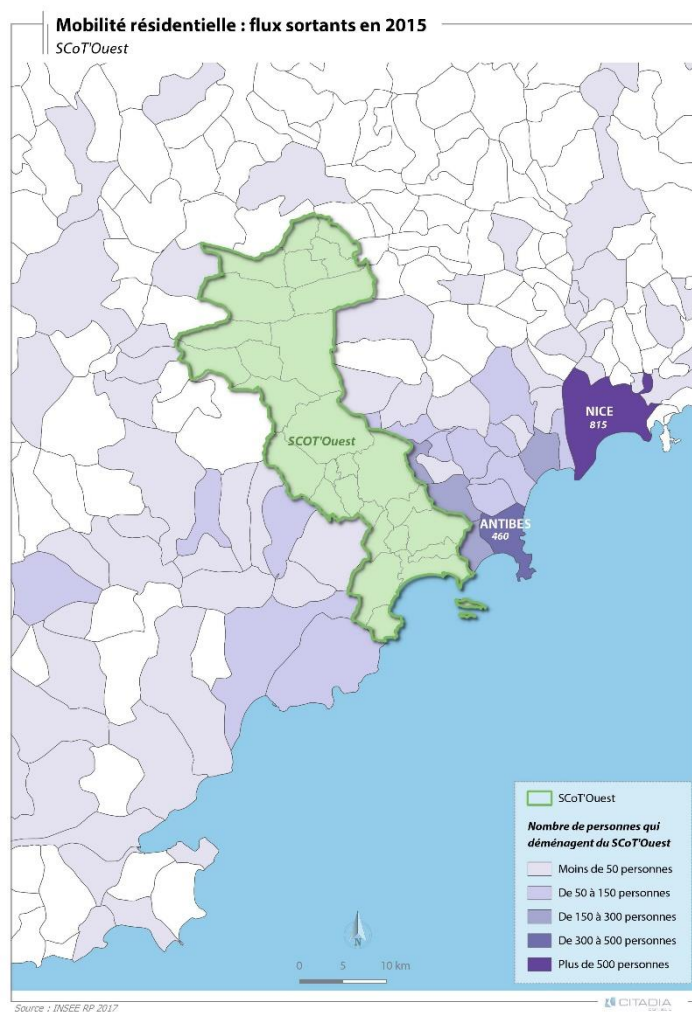 Mobilité résidentielle : flux sortants en 2015
SCoT'Ouest
NICE
815
SCOT'Ouest
ANTIBES
460
SCoT'Ouest
Nombre de personnes qui
déménagent du SCoT'Ouest
Moins de 50 personnes
De 50 à 150 personnes
De 150 à 300 personnes
De 300 à 500 personnes
Plus de 500 personnes
N
0 5 10 km
Source : INSEE RP 2017
CITADIA